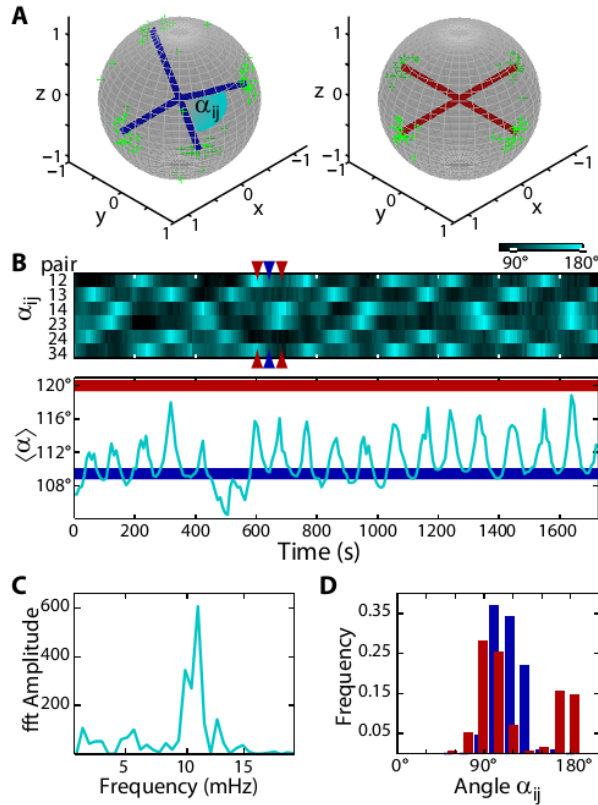 A
1
z 0
−1
−1
y
0
1
1
0
x
−1
α_ij
1
z 0
−1
−1
y
0
1
1
0
x
−1
B
pair
90° 180°
α_ij
12
13
14
23
24
34
⟨α⟩
120°
116°
112°
108°
0 200 400 600 800 1000 1200 1400 1600
Time (s)
C
fft Amplitude
600
400
200
5 10 15
Frequency (mHz)
D
Frequency
0.35
0.25
0.15
0.05
0° 90° 180°
Angle α_ij